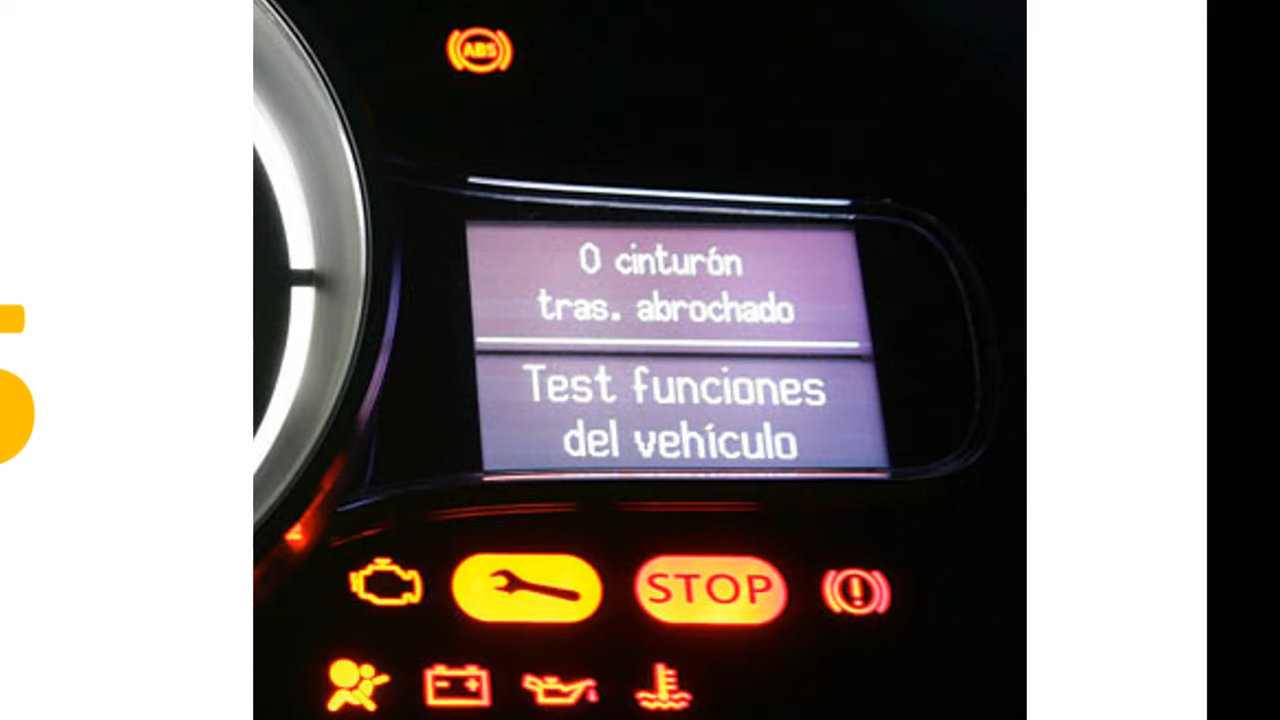 ABS
0 cinturón
tras. abrochado
Test funciones
del vehículo
STOP